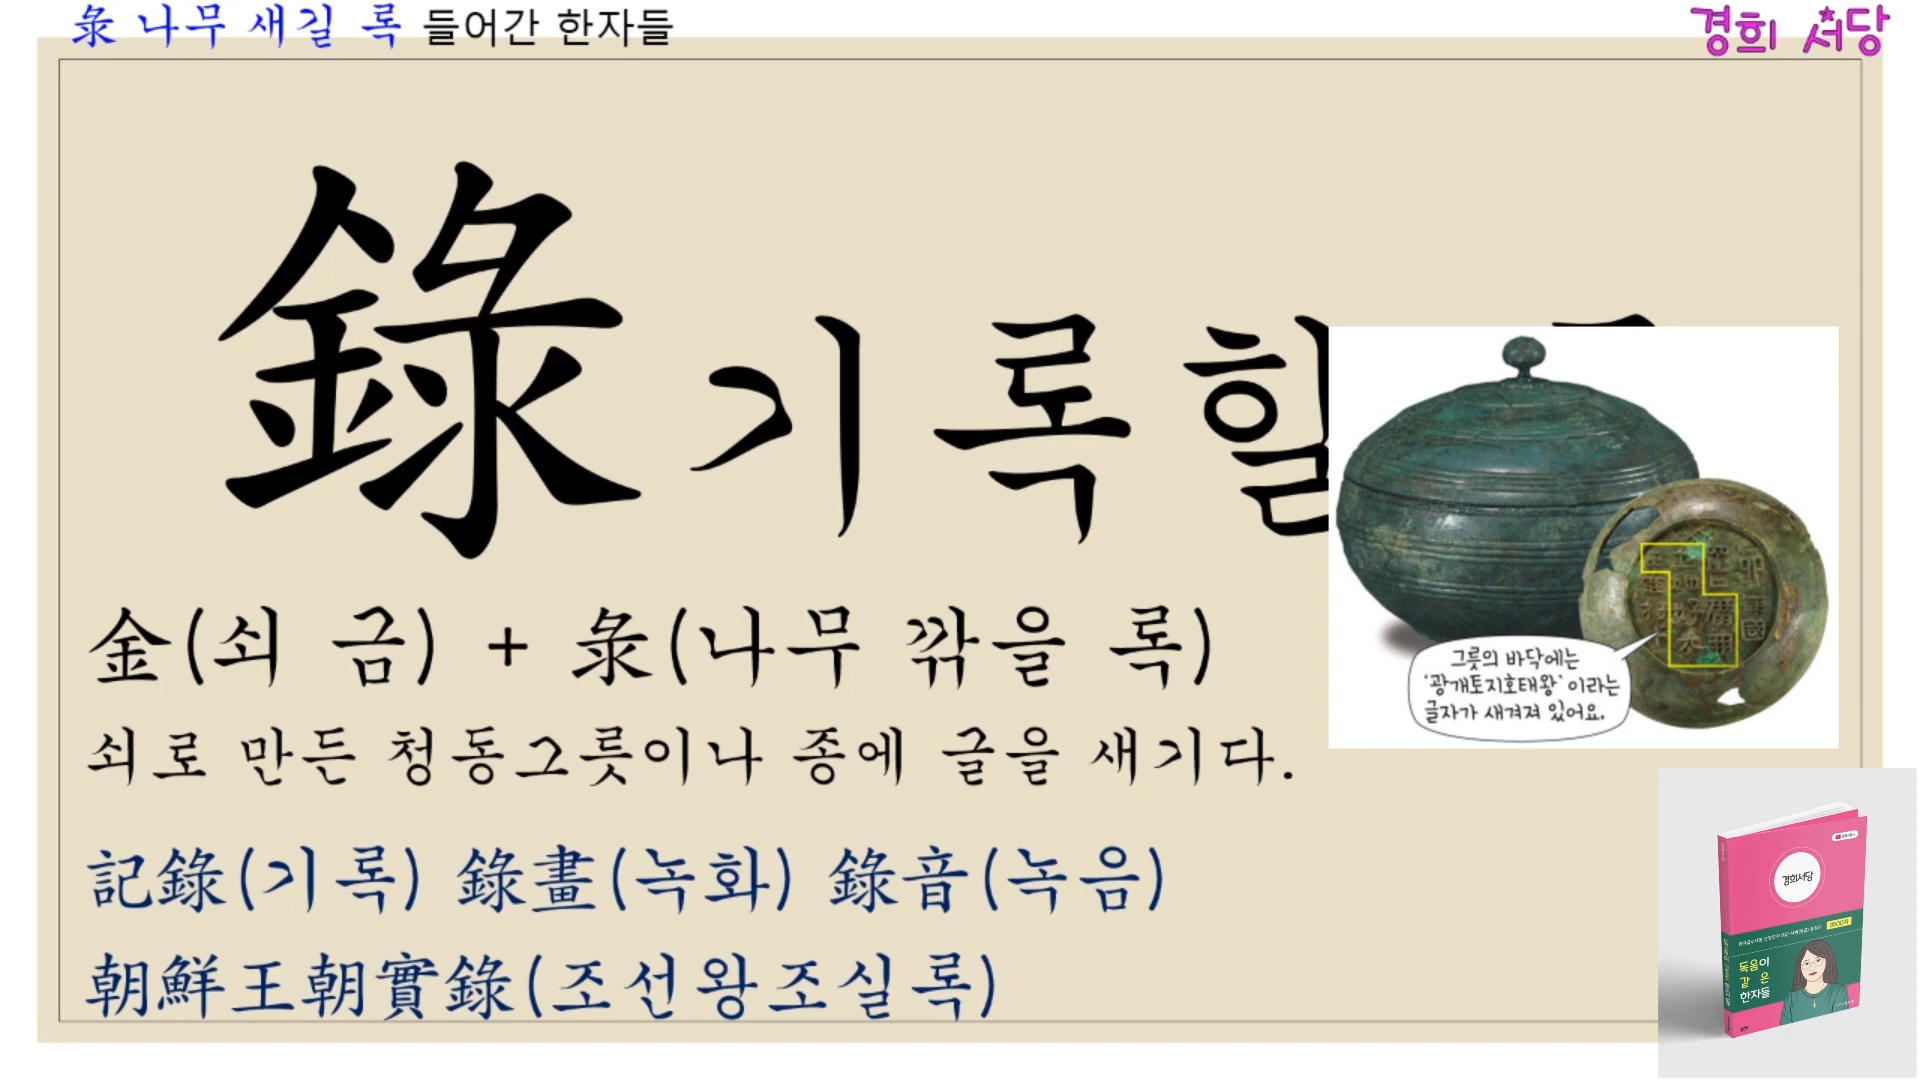 彔 나무 새길 록 들어간 한자들
경희 서당
錄 기록할
金(쇠 금) + 彔(나무 깎을 록)
쇠로 만든 청동그릇이나 종에 글을 새기다.
記錄(기록) 錄畫(녹화) 錄音(녹음)
朝鮮王朝實錄(조선왕조실록)
그릇의 바닥에는
'광개토지호태왕' 이라는
글자가 새겨져 있어요.
경희서당
독음이
같은
한자들